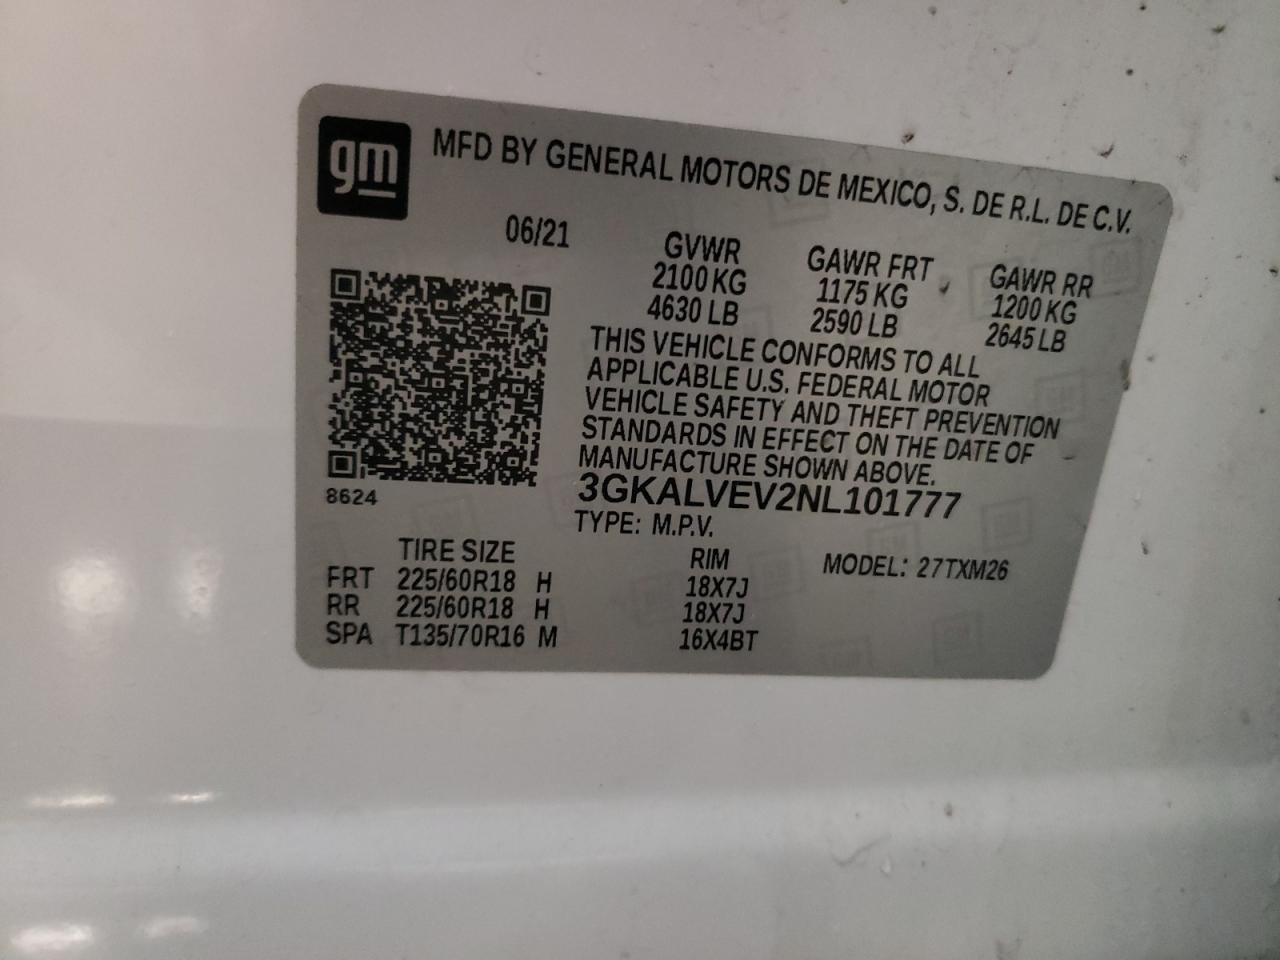 gm
MFD BY GENERAL MOTORS DE MEXICO, S. DE R.L. DE C.V.
06/21
GVWR GAWR FRT GAWR RR
2100 KG 1175 KG 1200 KG
4630 LB 2590 LB 2645 LB
THIS VEHICLE CONFORMS TO ALL
APPLICABLE U.S. FEDERAL MOTOR
VEHICLE SAFETY AND THEFT PREVENTION
STANDARDS IN EFFECT ON THE DATE OF
MANUFACTURE SHOWN ABOVE.
3GKALVEV2NL101777
8624
TYPE: M.P.V. MODEL: 27TXM26
TIRE SIZE RIM
FRT 225/60R18 H 18X7J
RR 225/60R18 H 18X7J
SPA T135/70R16 M 16X4BT